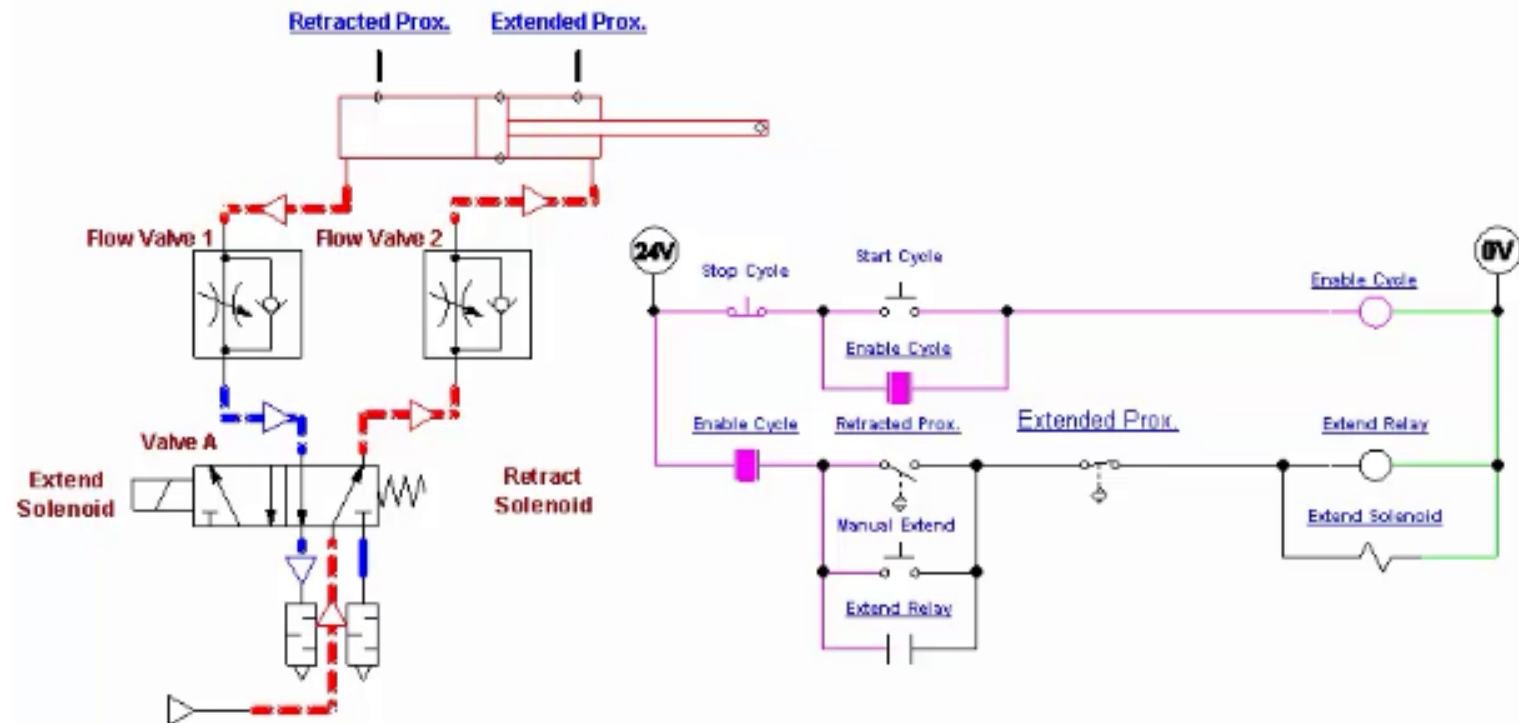 Retracted Prox.
Extended Prox.
Flow Valve 1
Flow Valve 2
Valve A
Extend
Solenoid
Retract
Solenoid
24V
0V
Stop Cycle
Start Cycle
Enable Cycle
Enable Cycle
Enable Cycle
Retracted Prox.
Extended Prox.
Extend Relay
Manual Extend
Extend Solenoid
Extend Relay